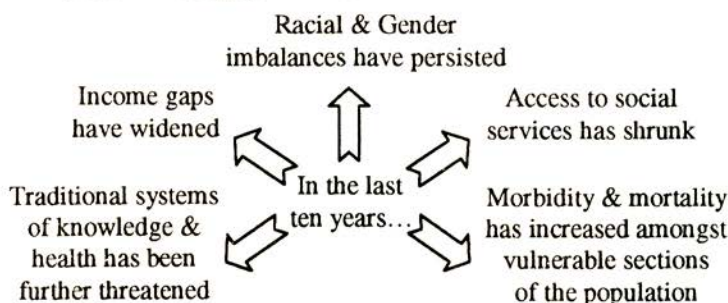 Racial & Gender
imbalances have persisted
Income gaps
have widened
Access to social
services has shrunk
In the last
ten years…
Traditional systems
of knowledge &
health has been
further threatened
Morbidity & mortality
has increased amongst
vulnerable sections
of the population